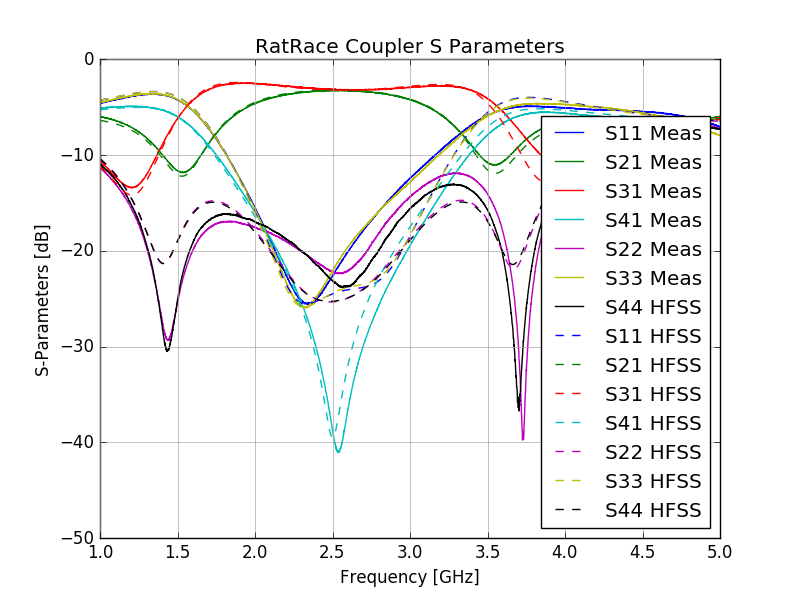 RatRace Coupler S Parameters
S-Parameters [dB]
0
−10
−20
−30
−40
−50
S11 Meas
S21 Meas
S31 Meas
S41 Meas
S22 Meas
S33 Meas
S44 HFSS
S11 HFSS
S21 HFSS
S31 HFSS
S41 HFSS
S22 HFSS
S33 HFSS
S44 HFSS
1.0 1.5 2.0 2.5 3.0 3.5 4.0 4.5 5.0
Frequency [GHz]